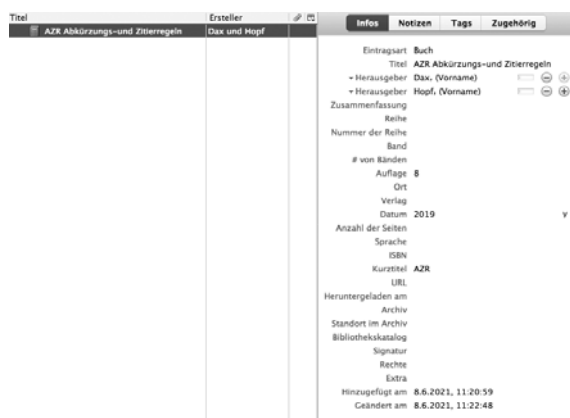 Titel Ersteller
AZR Abkürzungs-und Zitierregeln Dax und Hopf
Infos Notizen Tags Zugehörig
Eintragsart Buch
Titel AZR Abkürzungs-und Zitierregeln
Herausgeber Dax, (Vorname)
Herausgeber Hopf, (Vorname)
Zusammenfassung
Reihe
Nummer der Reihe
Band
# von Bänden
Auflage 8
Ort
Verlag
Datum 2019 y
Anzahl der Seiten
Sprache
ISBN
Kurztitel AZR
URL
Heruntergeladen am
Archiv
Standort im Archiv
Bibliothekskatalog
Signatur
Rechte
Extra
Hinzugefügt am 8.6.2021, 11:20:59
Geändert am 8.6.2021, 11:22:48